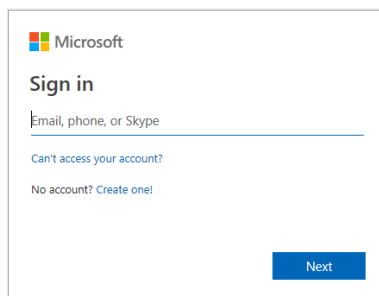 Microsoft
Sign in
Email, phone, or Skype
Can't access your account?
No account? Create one!
Next